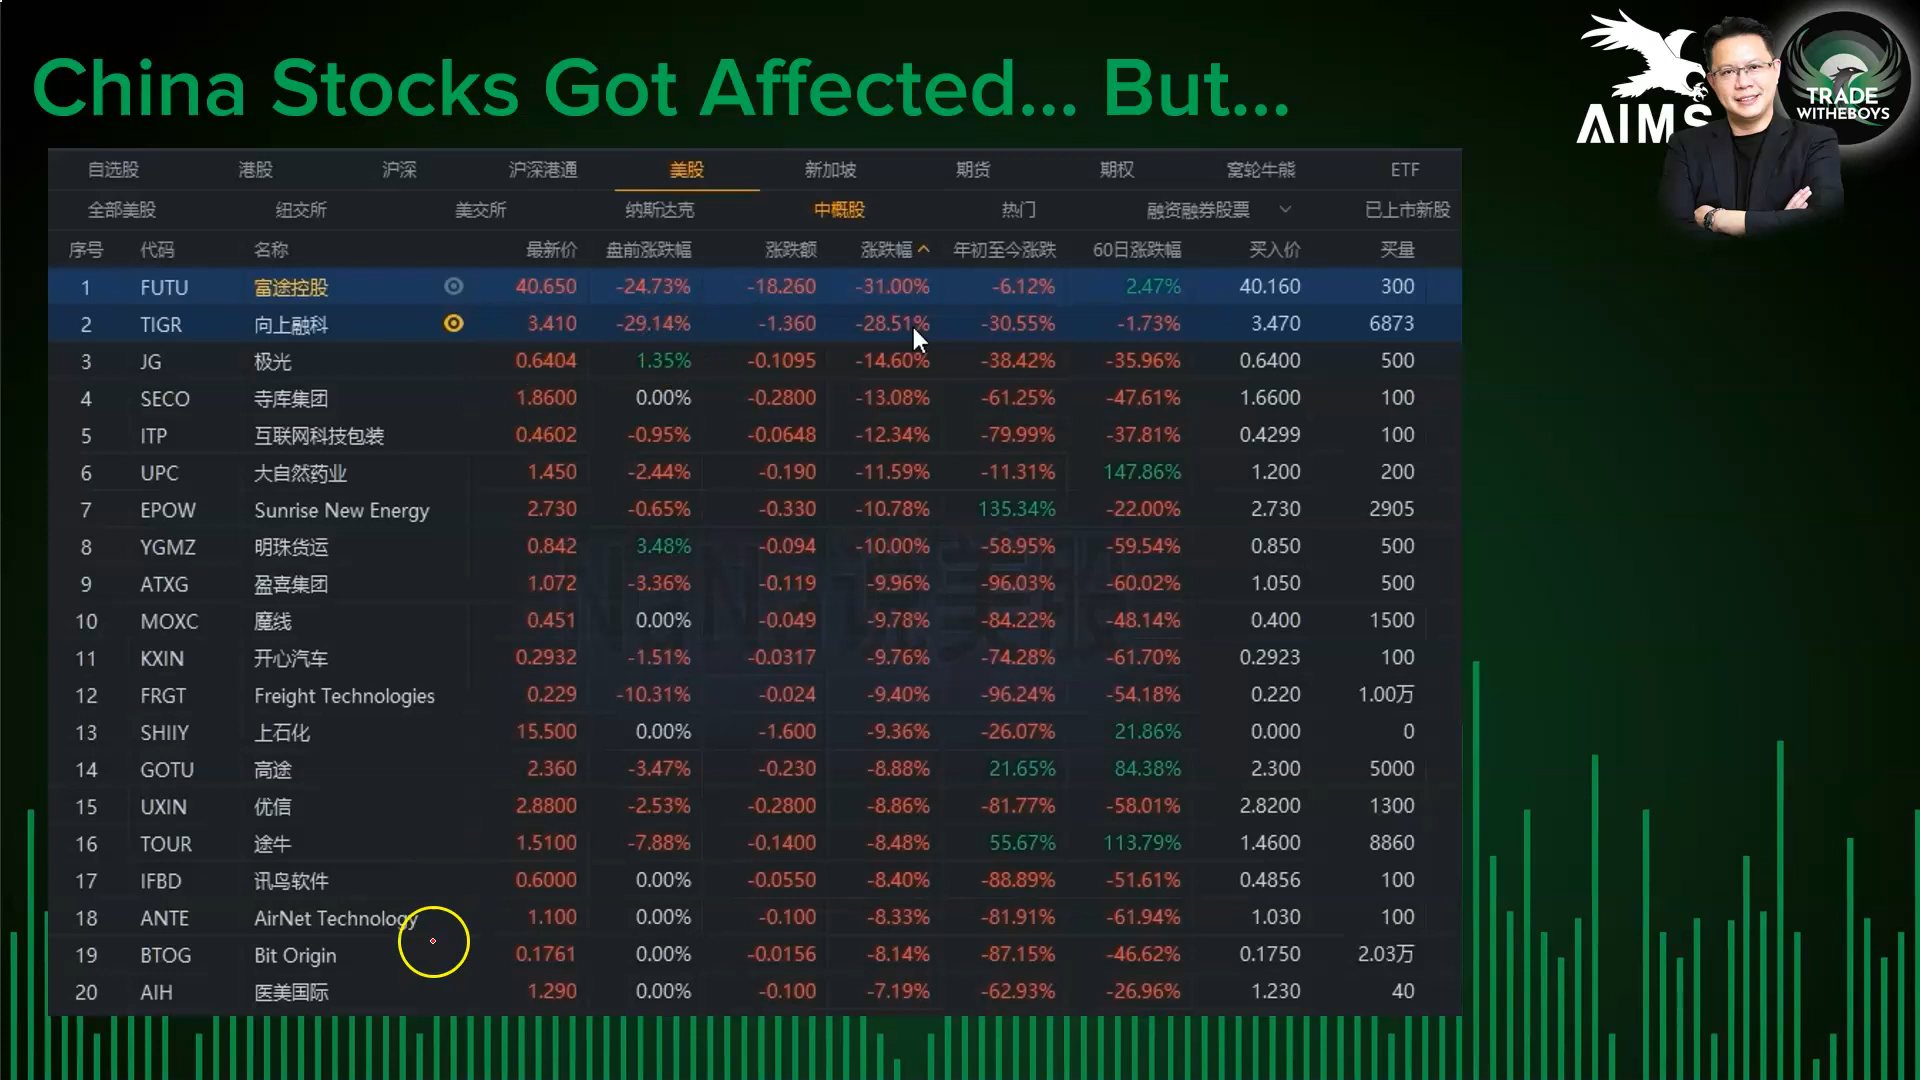 China Stocks Got Affected... But...
AIMS
TRADE
WITHEBOYS
自选股 港股 沪深 沪深港通 美股 新加坡 期货 期权 窝轮牛熊 ETF
全部美股 纽交所 美交所 纳斯达克 中概股 热门 融资融券股票 已上市新股
序号 代码 名称 最新价 盘前涨跌幅 涨跌额 涨跌幅 年初至今涨跌 60日涨跌幅 买入价 买量
1 FUTU 富途控股 40.650 -24.73% -18.260 -31.00% -6.12% 2.47% 40.160 300
2 TIGR 向上融科 3.410 -29.14% -1.360 -28.51% -30.55% -1.73% 3.470 6873
3 JG 极光 0.6404 1.35% -0.1095 -14.60% -38.42% -35.96% 0.6400 500
4 SECO 寺库集团 1.8600 0.00% -0.2800 -13.08% -61.25% -47.61% 1.6600 100
5 ITP 互联网科技包装 0.4602 -0.95% -0.0648 -12.34% -79.99% -37.81% 0.4299 100
6 UPC 大自然药业 1.450 -2.44% -0.190 -11.59% -11.31% 147.86% 1.200 200
7 EPOW Sunrise New Energy 2.730 -0.65% -0.330 -10.78% 135.34% -22.00% 2.730 2905
8 YGMZ 明珠货运 0.842 3.48% -0.094 -10.00% -58.95% -59.54% 0.850 500
9 ATXG 盈喜集团 1.072 -3.36% -0.119 -9.96% -96.03% -60.02% 1.050 500
10 MOXC 魔线 0.451 0.00% -0.049 -9.78% -84.22% -48.14% 0.400 1500
11 KXIN 开心汽车 0.2932 -1.51% -0.0317 -9.76% -74.28% -61.70% 0.2923 100
12 FRGT Freight Technologies 0.229 -10.31% -0.024 -9.40% -96.24% -54.18% 0.220 1.00万
13 SHIIY 上石化 15.500 0.00% -1.600 -9.36% -26.07% 21.86% 0.000 0
14 GOTU 高途 2.360 -3.47% -0.230 -8.88% 21.65% 84.38% 2.300 5000
15 UXIN 优信 2.8800 -2.53% -0.2800 -8.86% -81.77% -58.01% 2.8200 1300
16 TOUR 途牛 1.5100 -7.88% -0.1400 -8.48% 55.67% 113.79% 1.4600 8860
17 IFBD 讯鸟软件 0.6000 0.00% -0.0550 -8.40% -88.89% -51.61% 0.4856 100
18 ANTE AirNet Technology 1.100 0.00% -0.100 -8.33% -81.91% -61.94% 1.030 100
19 BTOG Bit Origin 0.1761 0.00% -0.0156 -8.14% -87.15% -46.62% 0.1750 2.03万
20 AIH 医美国际 1.290 0.00% -0.100 -7.19% -62.93% -26.96% 1.230 40